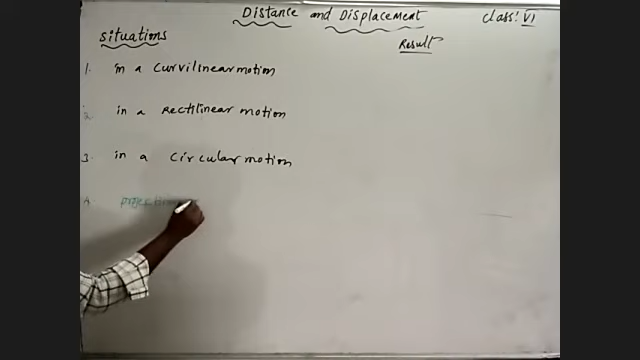 Distance and Displacement
Class: VI
Situations
Result
1. in a curvilinear motion
2. in a Rectilinear motion
3. in a circular motion
4.